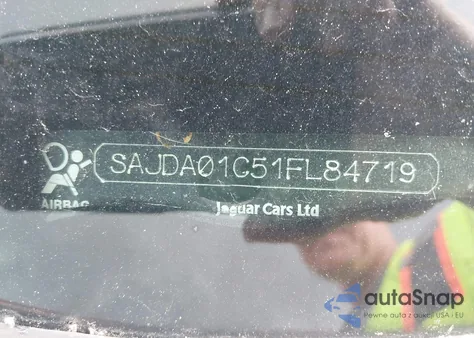 SAJDA01C51FL84719
AIRBAG
Jaguar Cars Ltd
autaSnap
Pewne auta z aukcji USA i EU